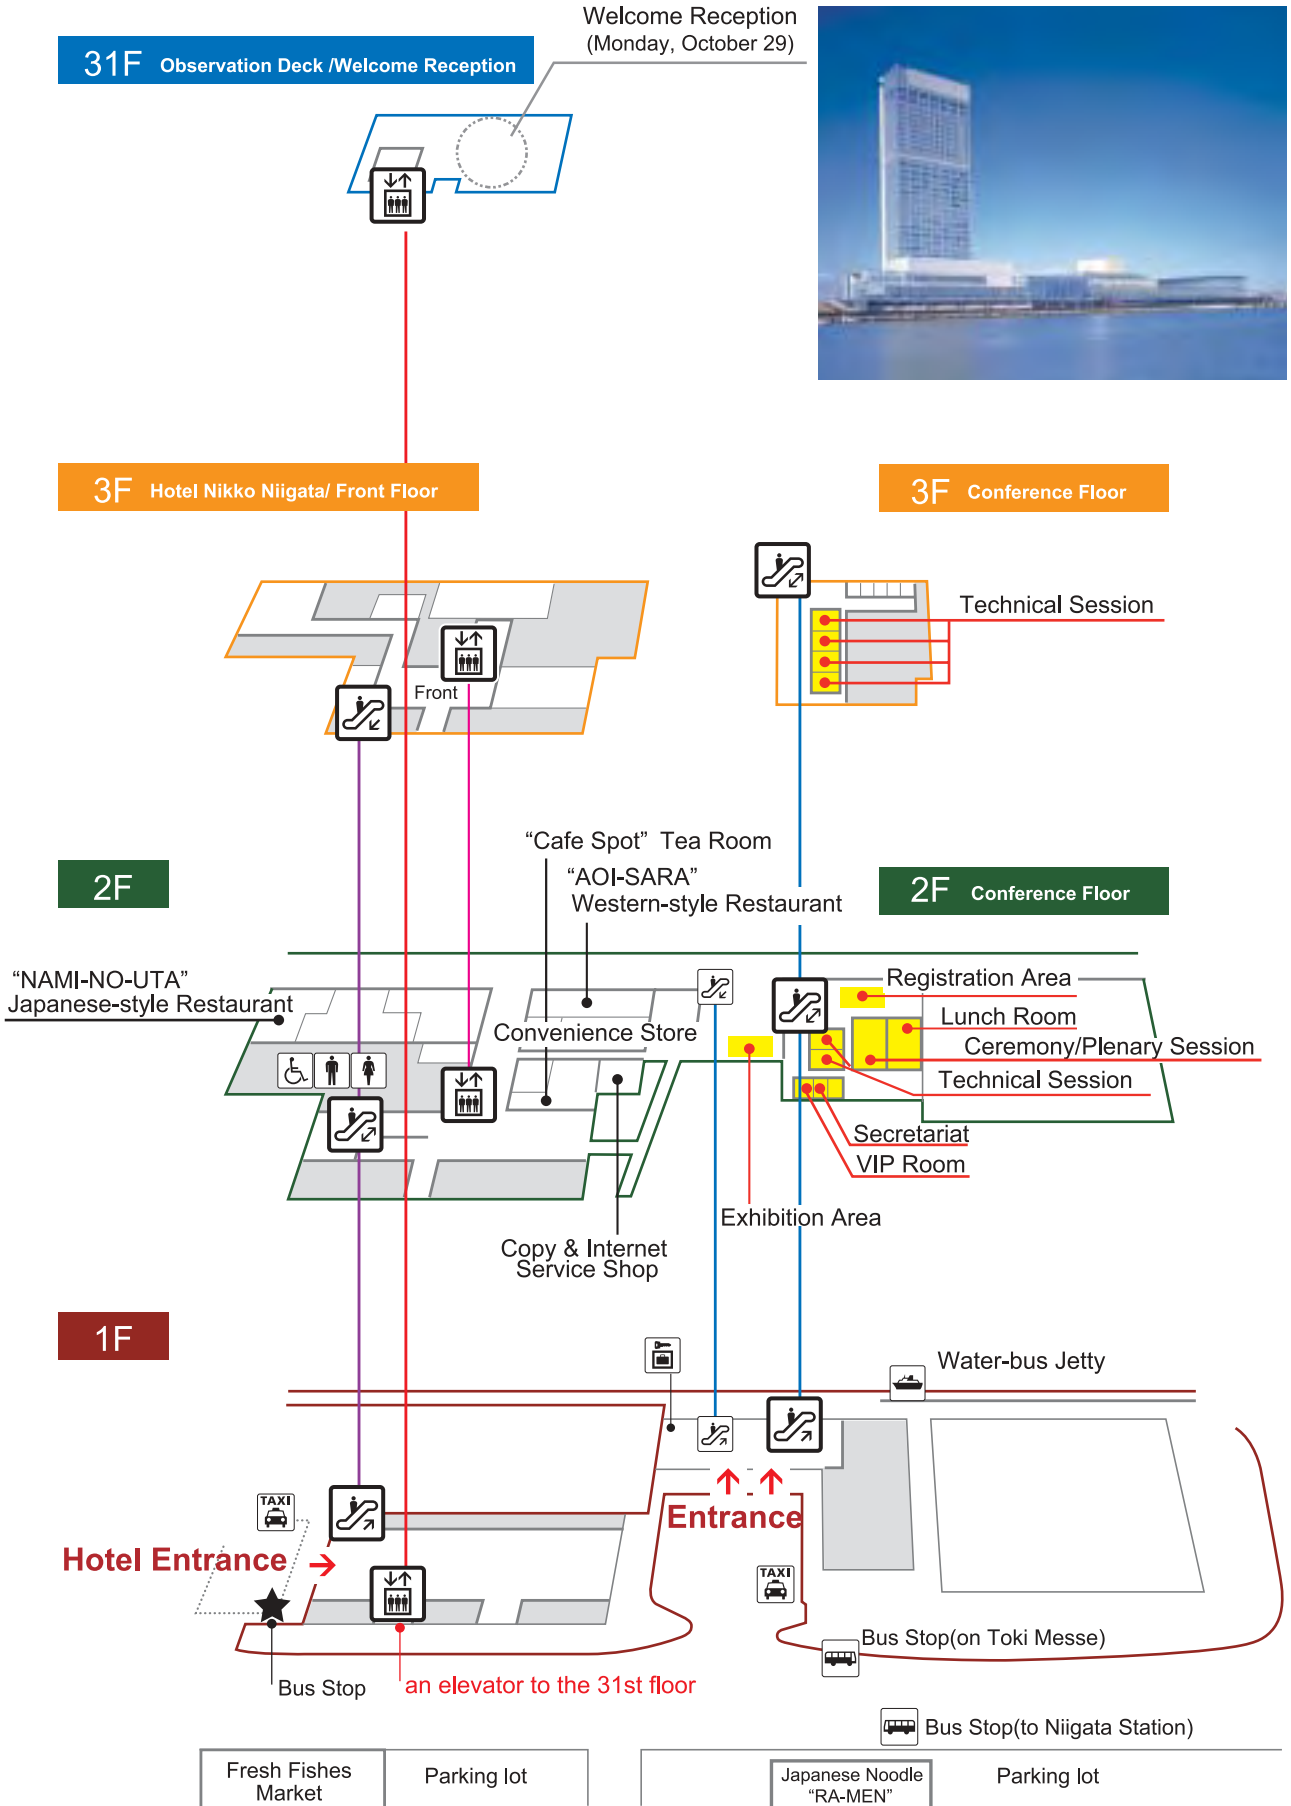 Welcome Reception
(Monday, October 29)
31F Observation Deck /Welcome Reception
3F Hotel Nikko Niigata/ Front Floor
3F Conference Floor
Technical Session
Front
“Cafe Spot” Tea Room
“AOI-SARA”
Western-style Restaurant
2F
2F Conference Floor
“NAMI-NO-UTA”
Japanese-style Restaurant
Registration Area
Convenience Store
Lunch Room
Ceremony/Plenary Session
Technical Session
Secretariat
VIP Room
Exhibition Area
Copy & Internet
Service Shop
1F
Water-bus Jetty
TAXI
Entrance
Hotel Entrance
TAXI
Bus Stop(on Toki Messe)
Bus Stop
an elevator to the 31st floor
Bus Stop(to Niigata Station)
Fresh Fishes
Market
Parking lot
Japanese Noodle
“RA-MEN”
Parking lot